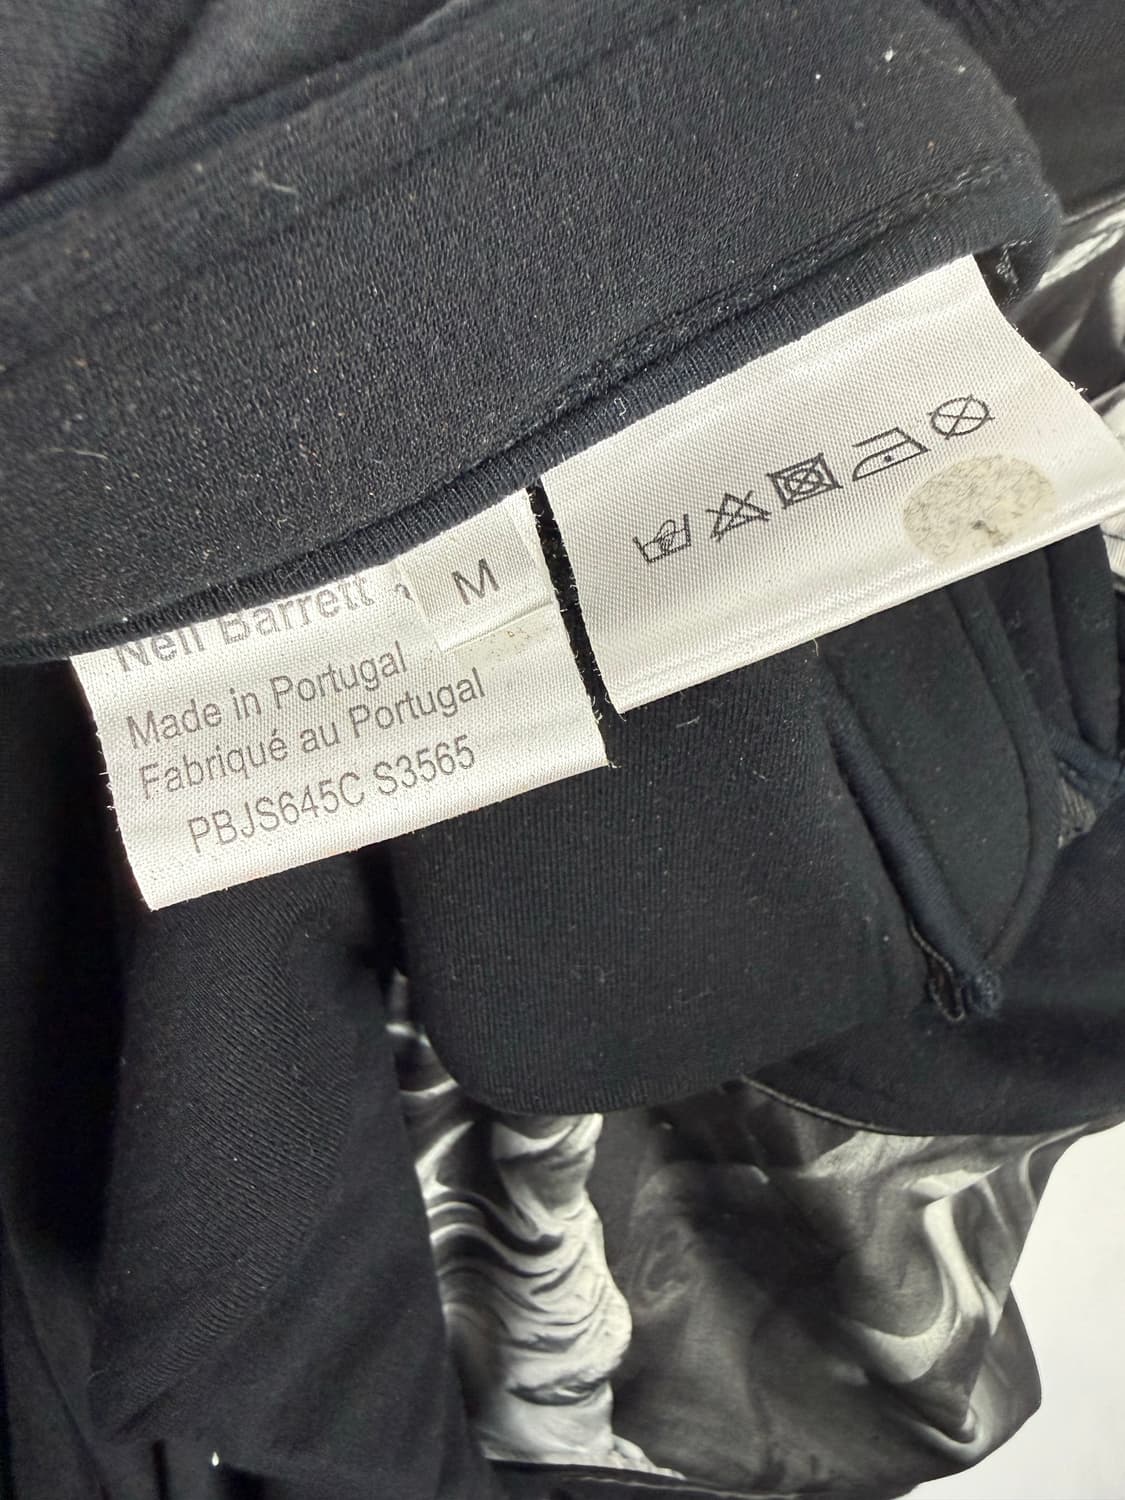 Neil Barrett
M
Made in Portugal
Fabriqué au Portugal
PBJS645C S3565